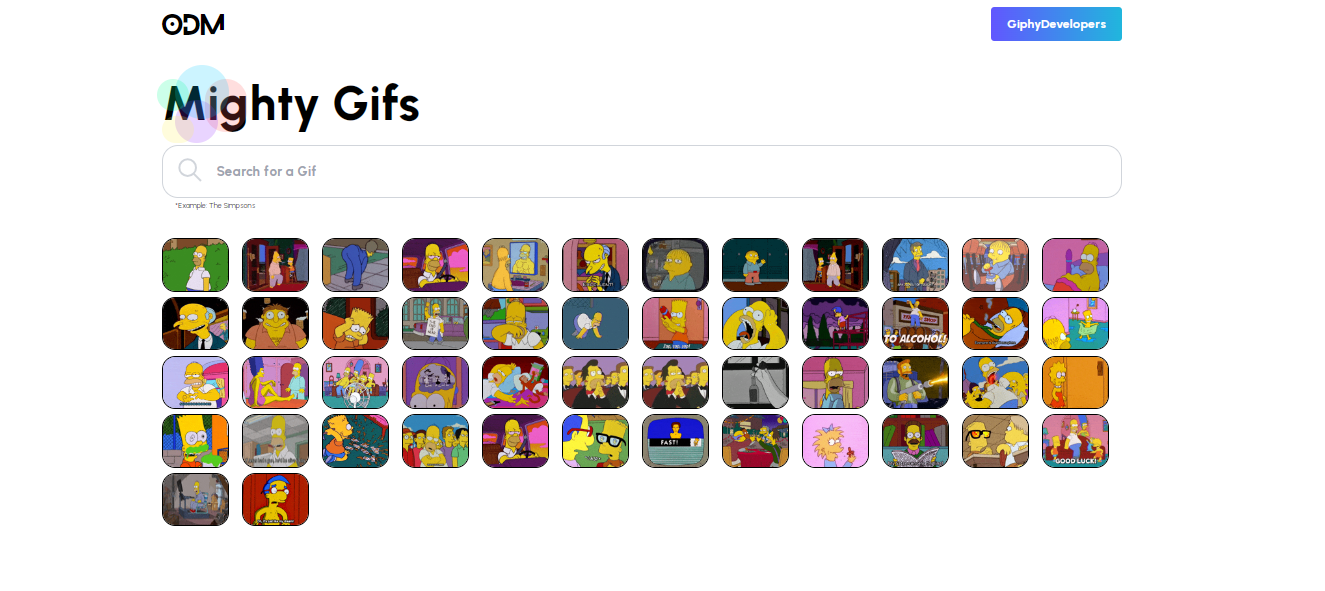 ODM
GiphyDevelopers
Mighty Gifs
Search for a Gif
*Example: The Simpsons
TO ALCOHOL!
FAST!
GOOD LUCK!